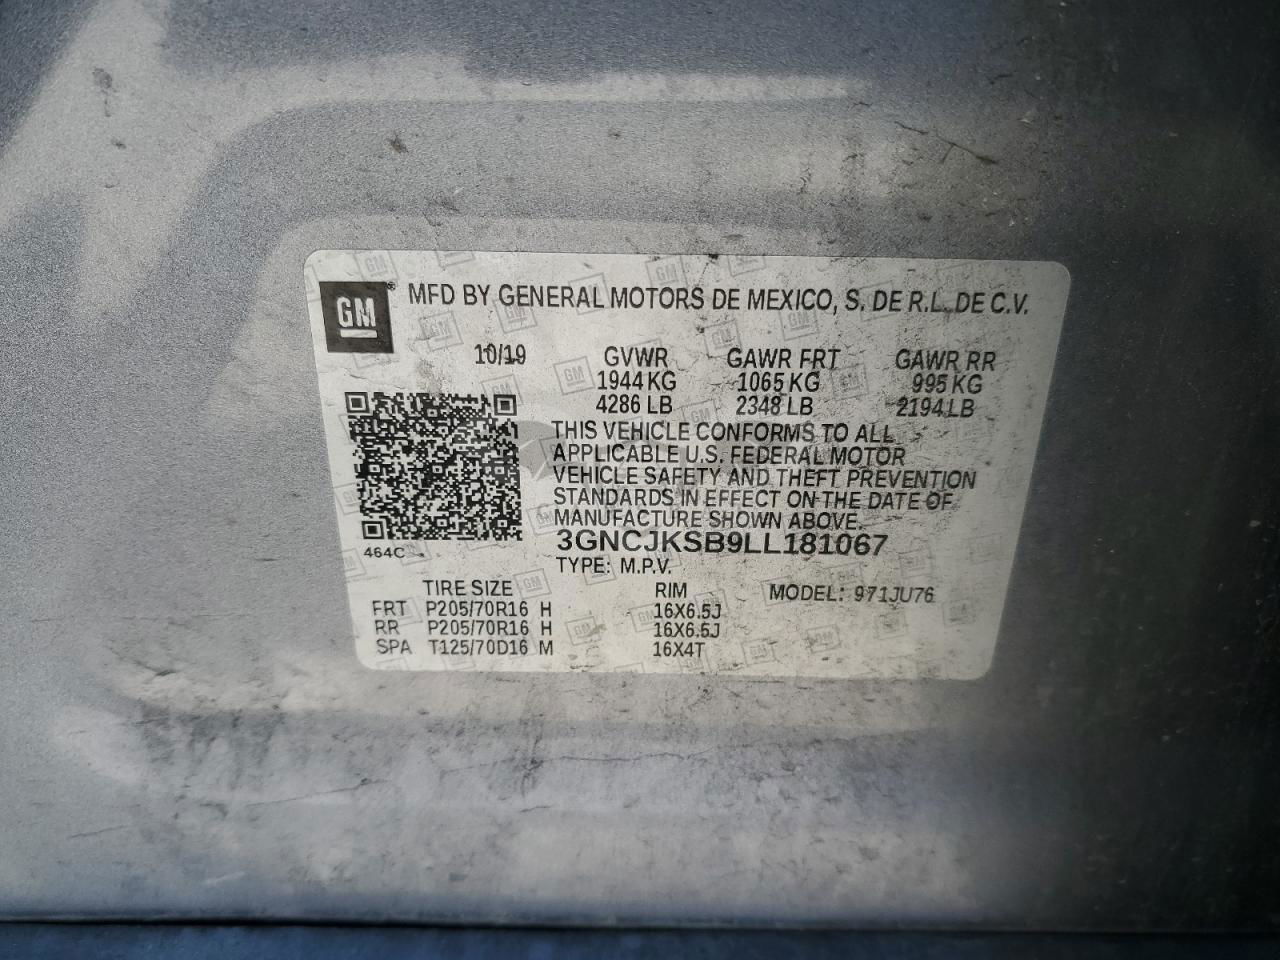 GM ® MFD BY GENERAL MOTORS DE MEXICO, S. DE R.L. DE C.V.
10/19 GVWR GAWR FRT GAWR RR
1944 KG 1065 KG 995 KG
4286 LB 2348 LB 2194 LB
THIS VEHICLE CONFORMS TO ALL
APPLICABLE U.S. FEDERAL MOTOR
VEHICLE SAFETY AND THEFT PREVENTION
STANDARDS IN EFFECT ON THE DATE OF
MANUFACTURE SHOWN ABOVE.
464C 3GNCJKSB9LL181067
TYPE: M.P.V.
TIRE SIZE RIM MODEL: 971JU76
FRT P205/70R16 H 16X6.5J
RR P205/70R16 H 16X6.5J
SPA T125/70D16 M 16X4T